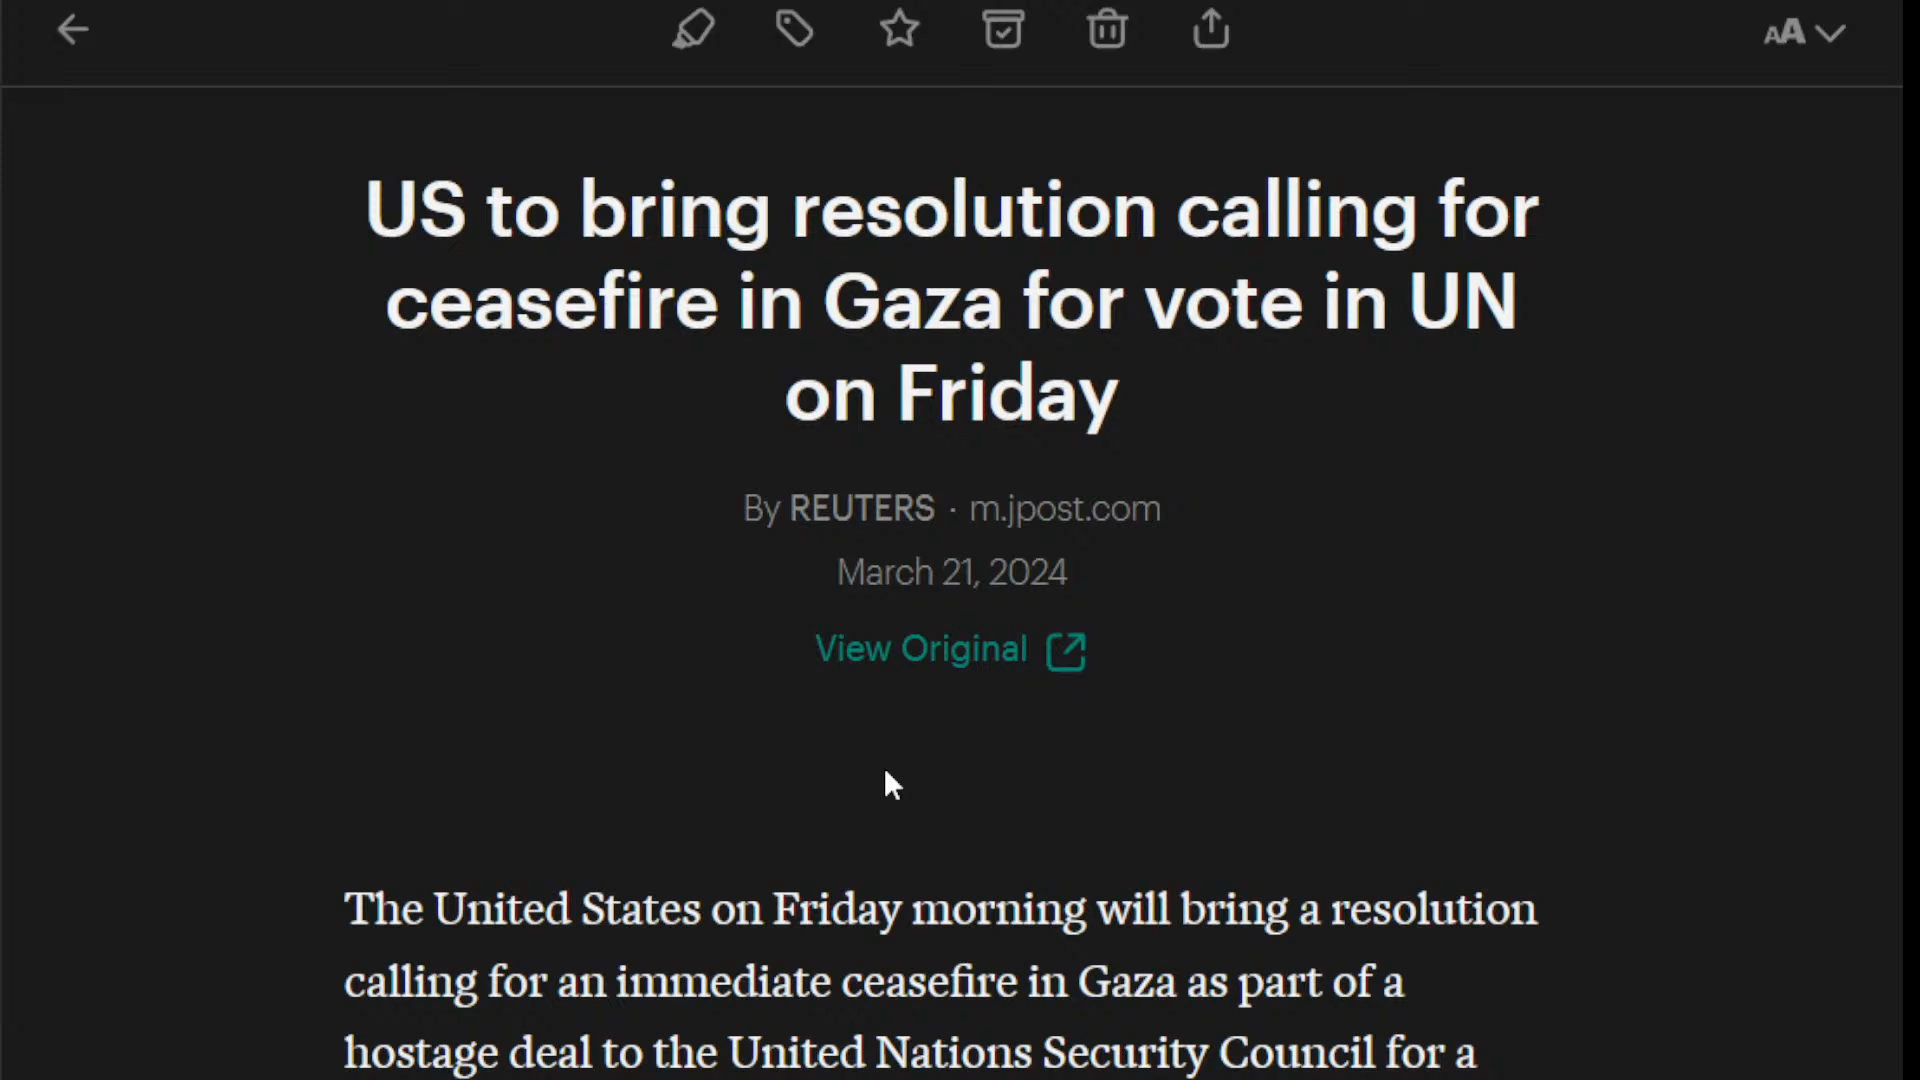 AA
US to bring resolution calling for
ceasefire in Gaza for vote in UN
on Friday
By REUTERS · m.jpost.com
March 21, 2024
View Original
The United States on Friday morning will bring a resolution
calling for an immediate ceasefire in Gaza as part of a
hostage deal to the United Nations Security Council for a